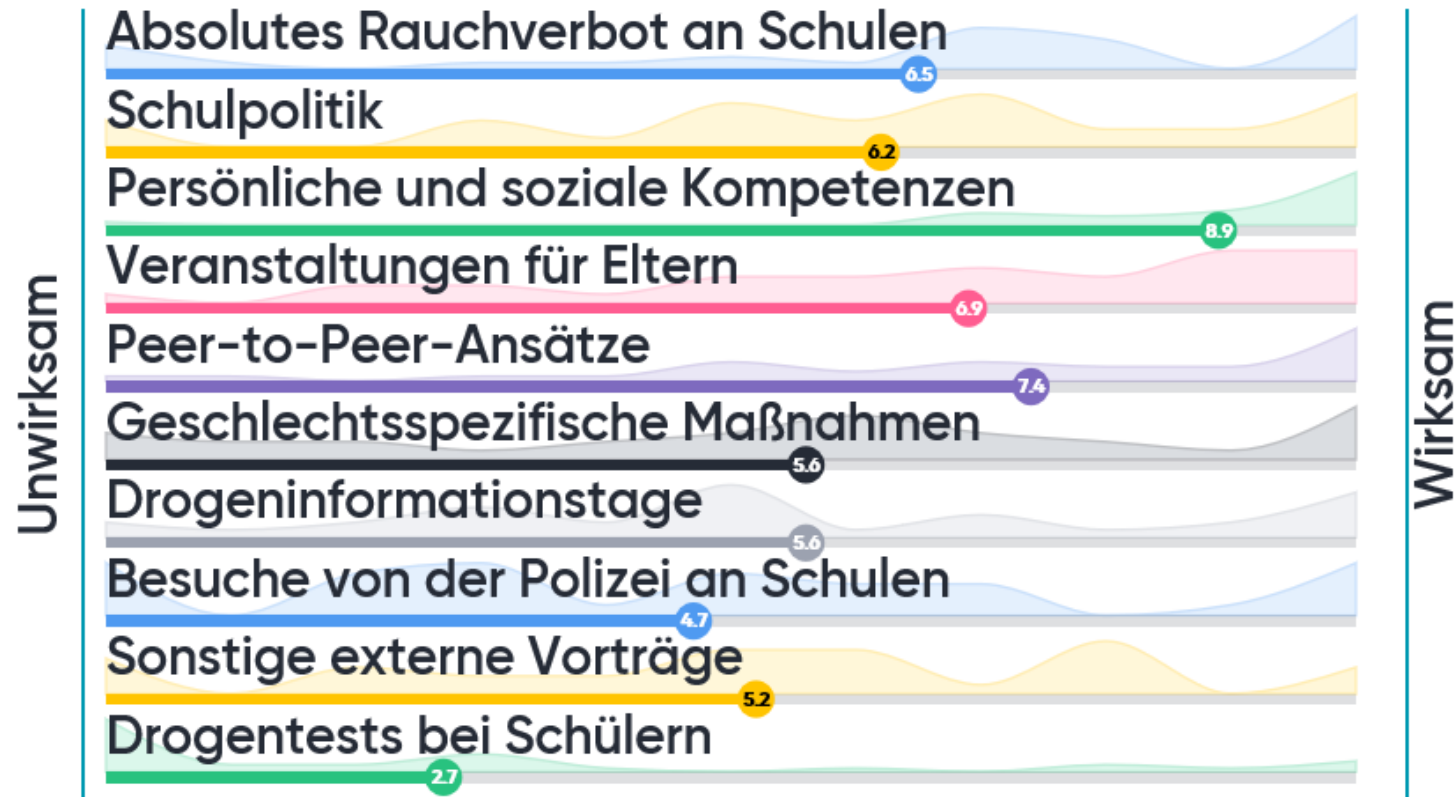 Absolutes Rauchverbot an Schulen
6.5
Schulpolitik
6.2
Persönliche und soziale Kompetenzen
8.9
Veranstaltungen für Eltern
6.9
Peer-to-Peer-Ansätze
7.4
Geschlechtsspezifische Maßnahmen
5.6
Drogeninformationstage
5.6
Besuche von der Polizei an Schulen
4.7
Sonstige externe Vorträge
5.2
Drogentests bei Schülern
2.7
Unwirksam
Wirksam